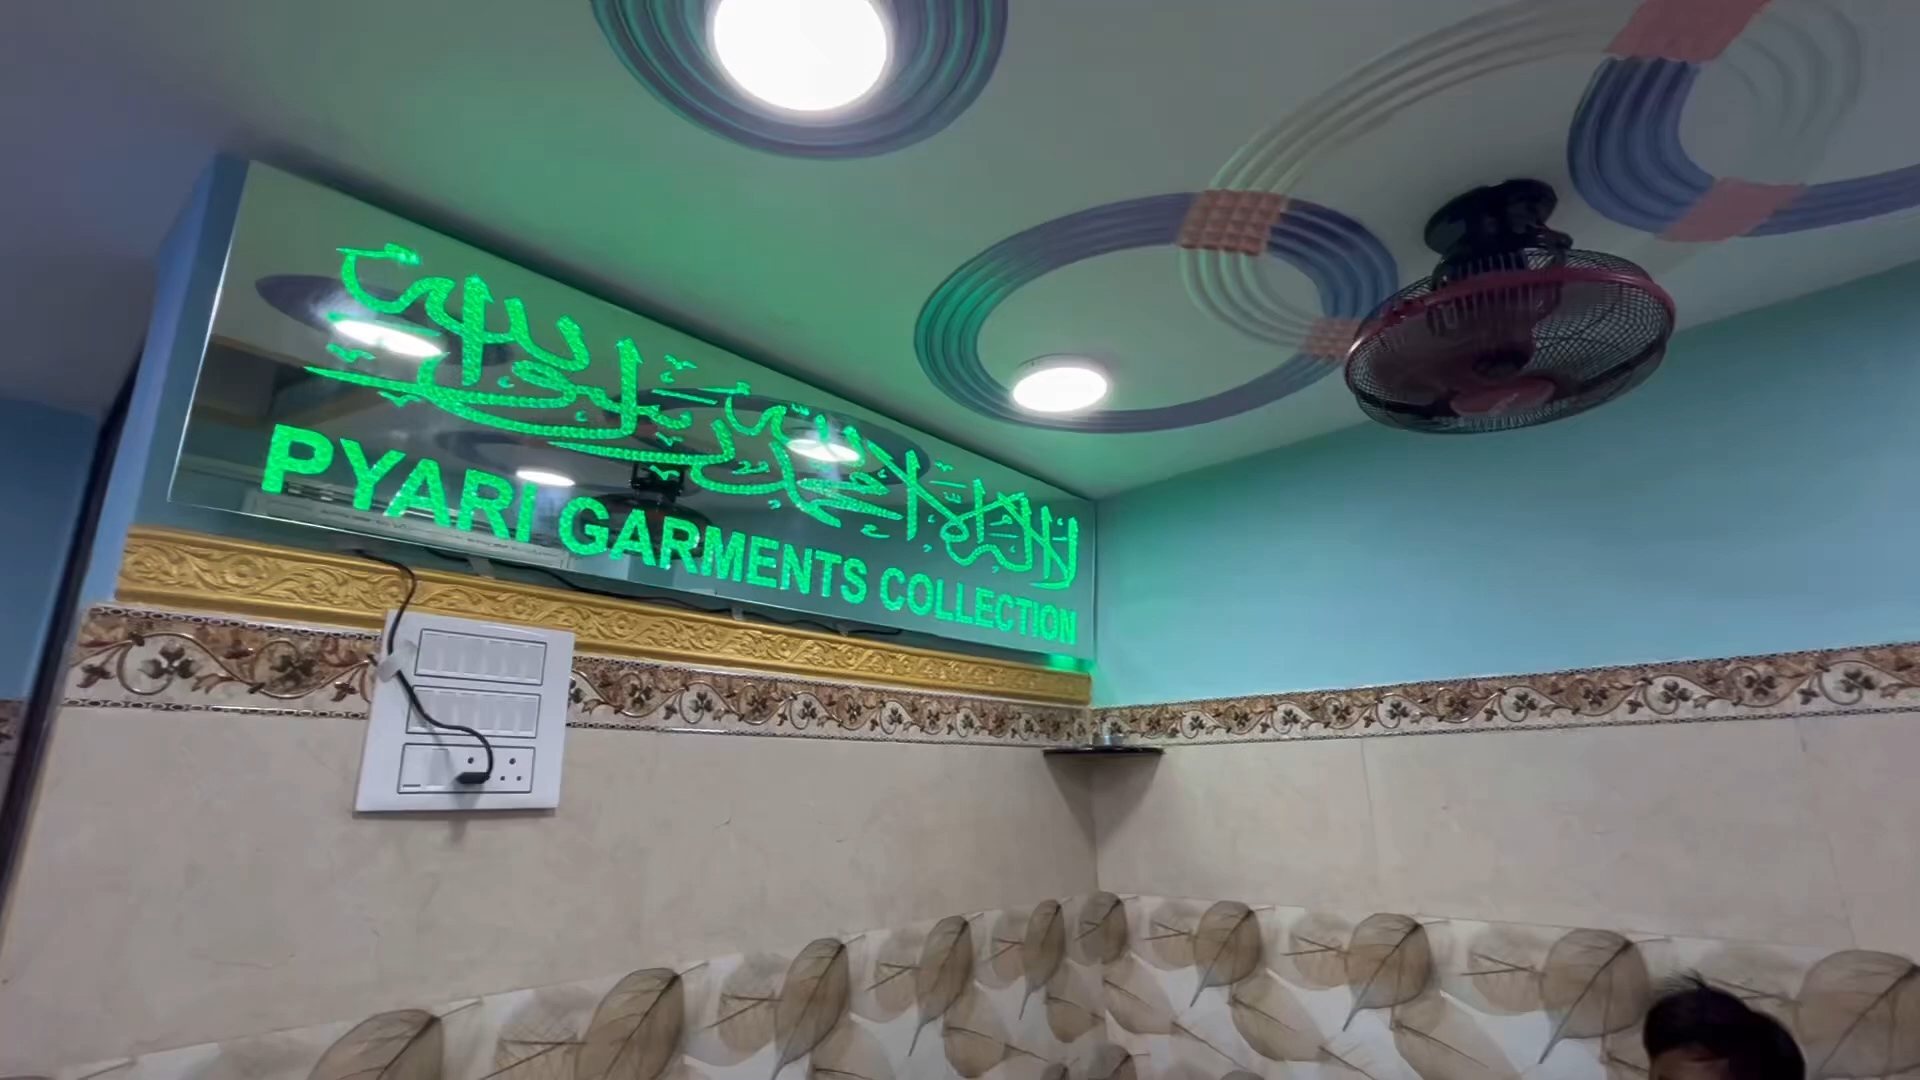 لا إله إلا الله محمد رسول الله
PYARI GARMENTS COLLECTION